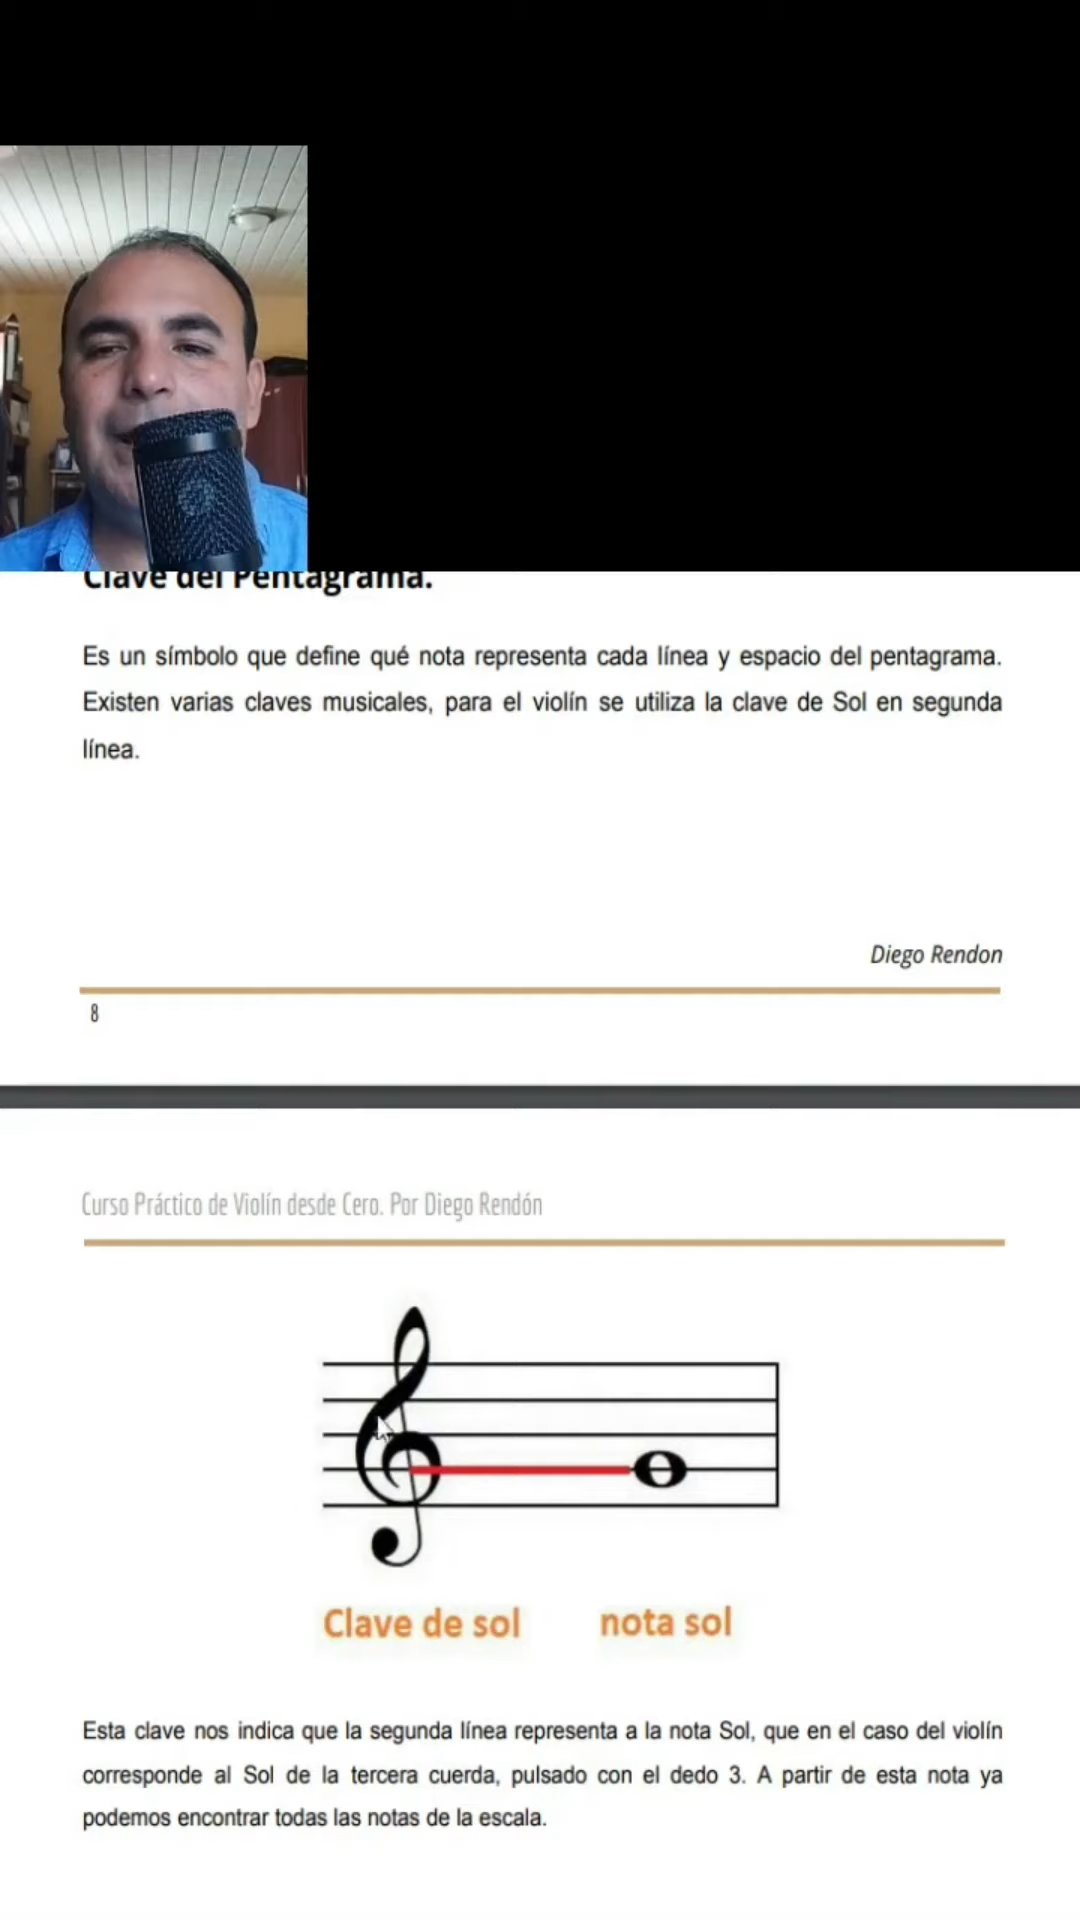 Clave del Pentagrama.
Es un símbolo que define qué nota representa cada línea y espacio del pentagrama.
Existen varias claves musicales, para el violín se utiliza la clave de Sol en segunda
línea.
Diego Rendon
8
Curso Práctico de Violín desde Cero. Por Diego Rendón
Clave de sol nota sol
Esta clave nos indica que la segunda línea representa a la nota Sol, que en el caso del violín
corresponde al Sol de la tercera cuerda, pulsado con el dedo 3. A partir de esta nota ya
podemos encontrar todas las notas de la escala.